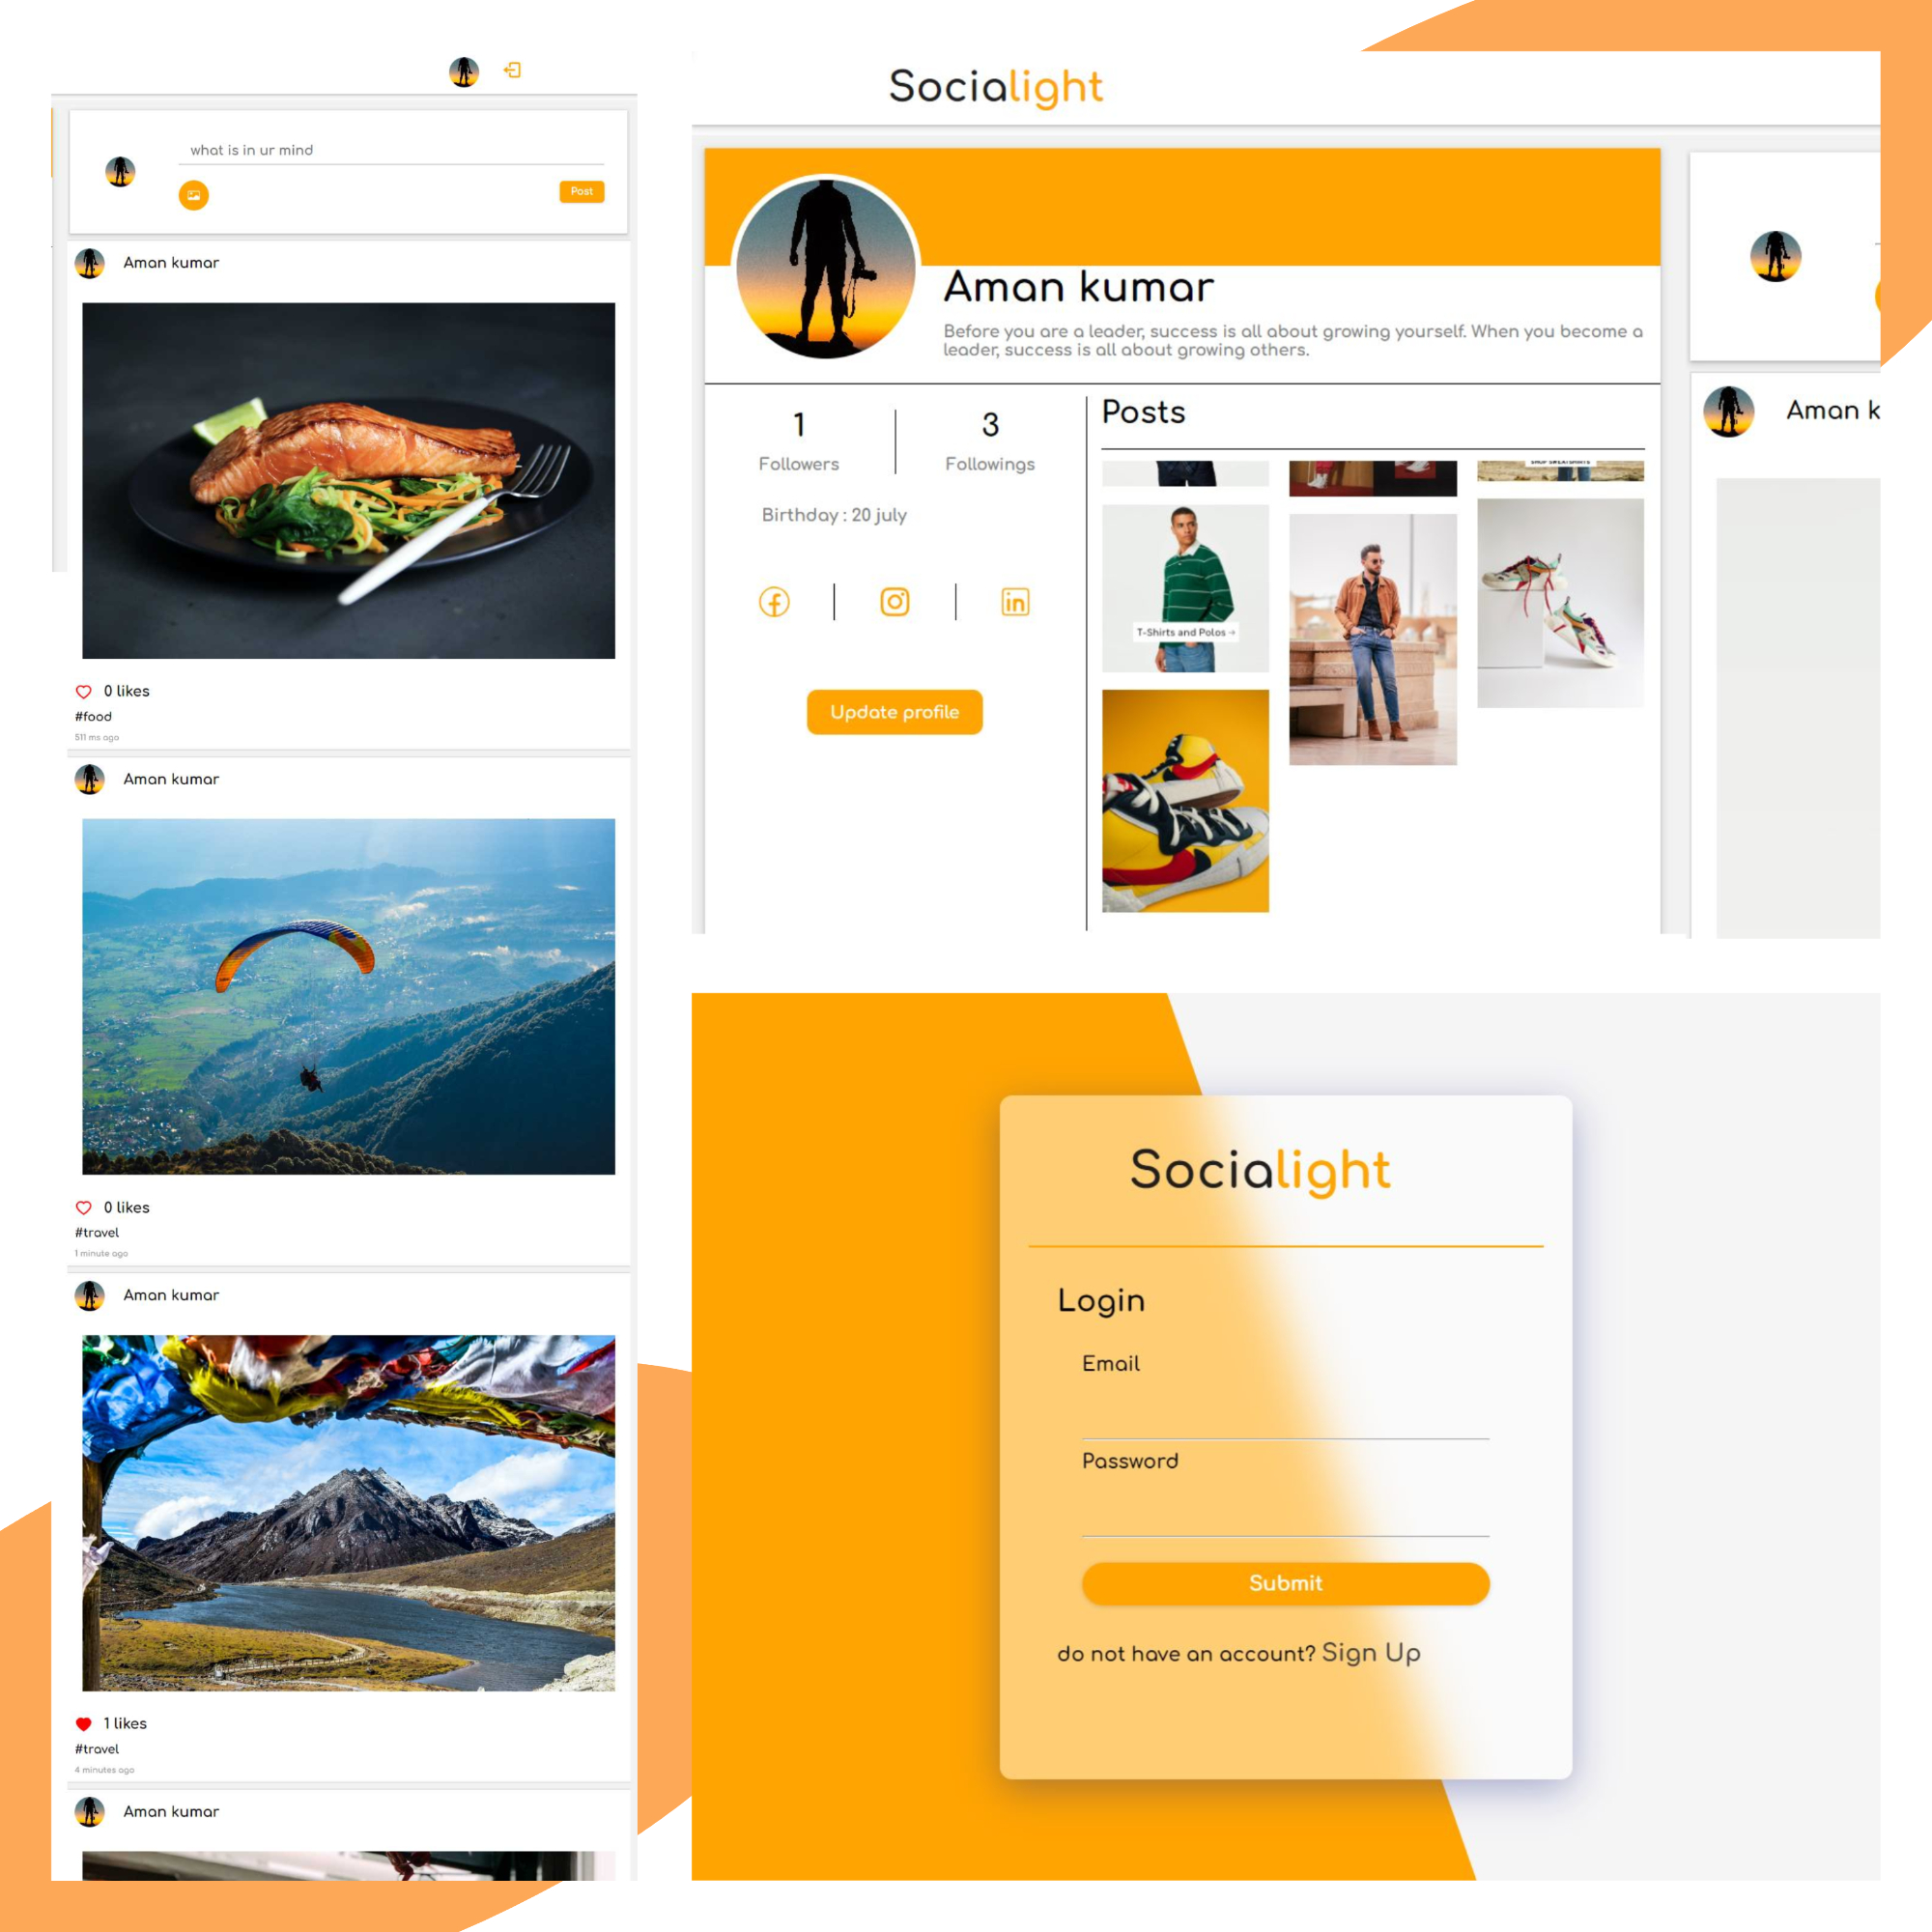 what is in ur mind
Post
Aman kumar
0 likes
#food
511 ms ago
Aman kumar
0 likes
#travel
1 minute ago
Aman kumar
1 likes
#travel
4 minutes ago
Aman kumar
Socialight
Aman kumar
Before you are a leader, success is all about growing yourself. When you become a
leader, success is all about growing others.
1
Followers
3
Followings
Birthday : 20 july
Update profile
Posts
SHOP SWEATSHIRTS
T-Shirts and Polos →
Aman k
Socialight
Login
Email
Password
Submit
do not have an account? Sign Up